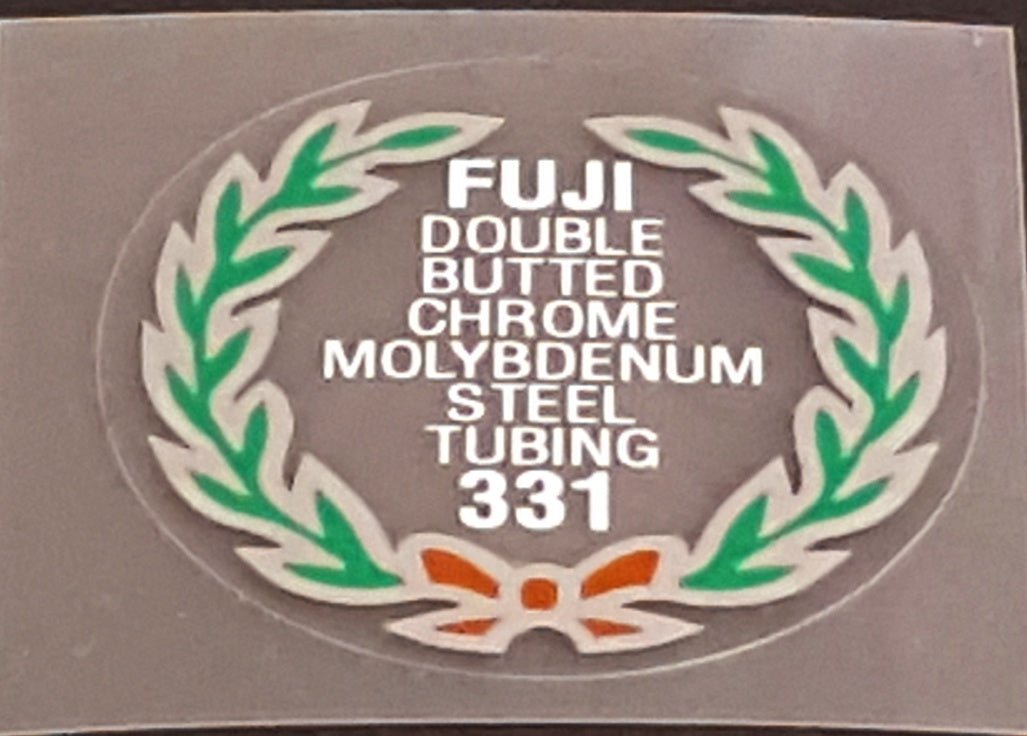 FUJI
DOUBLE
BUTTED
CHROME
MOLYBDENUM
STEEL
TUBING
331